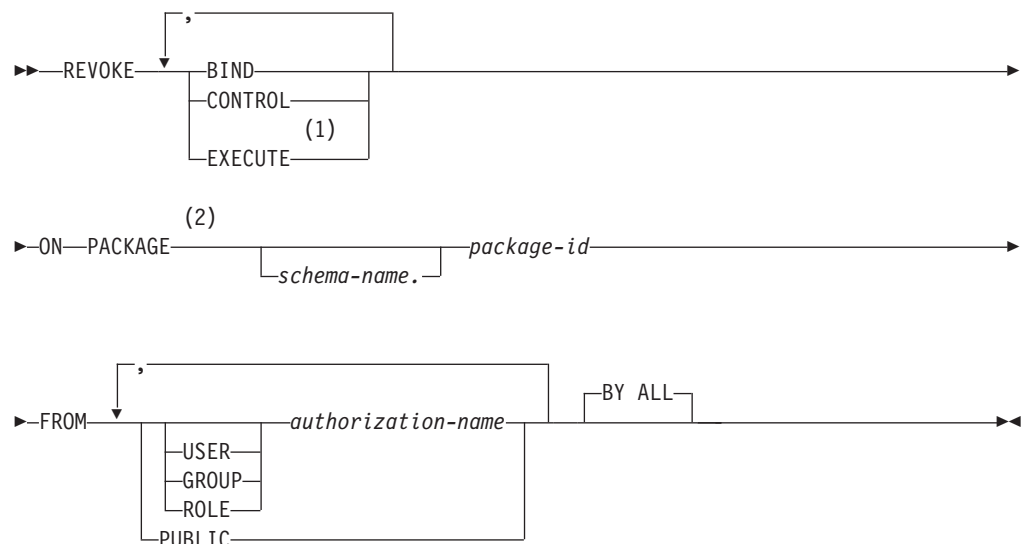 ,
REVOKE BIND
CONTROL
(1)
EXECUTE
(2)
ON PACKAGE package-id
schema-name.
,
BY ALL
FROM authorization-name
USER
GROUP
ROLE
PUBLIC